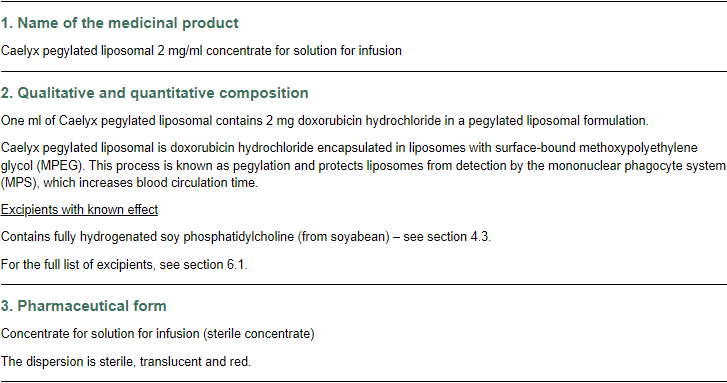 1. Name of the medicinal product
Caelyx pegylated liposomal 2 mg/ml concentrate for solution for infusion
2. Qualitative and quantitative composition
One ml of Caelyx pegylated liposomal contains 2 mg doxorubicin hydrochloride in a pegylated liposomal formulation.
Caelyx pegylated liposomal is doxorubicin hydrochloride encapsulated in liposomes with surface-bound methoxypolyethylene
glycol (MPEG). This process is known as pegylation and protects liposomes from detection by the mononuclear phagocyte system
(MPS), which increases blood circulation time.
Excipients with known effect
Contains fully hydrogenated soy phosphatidylcholine (from soyabean) – see section 4.3.
For the full list of excipients, see section 6.1.
3. Pharmaceutical form
Concentrate for solution for infusion (sterile concentrate)
The dispersion is sterile, translucent and red.